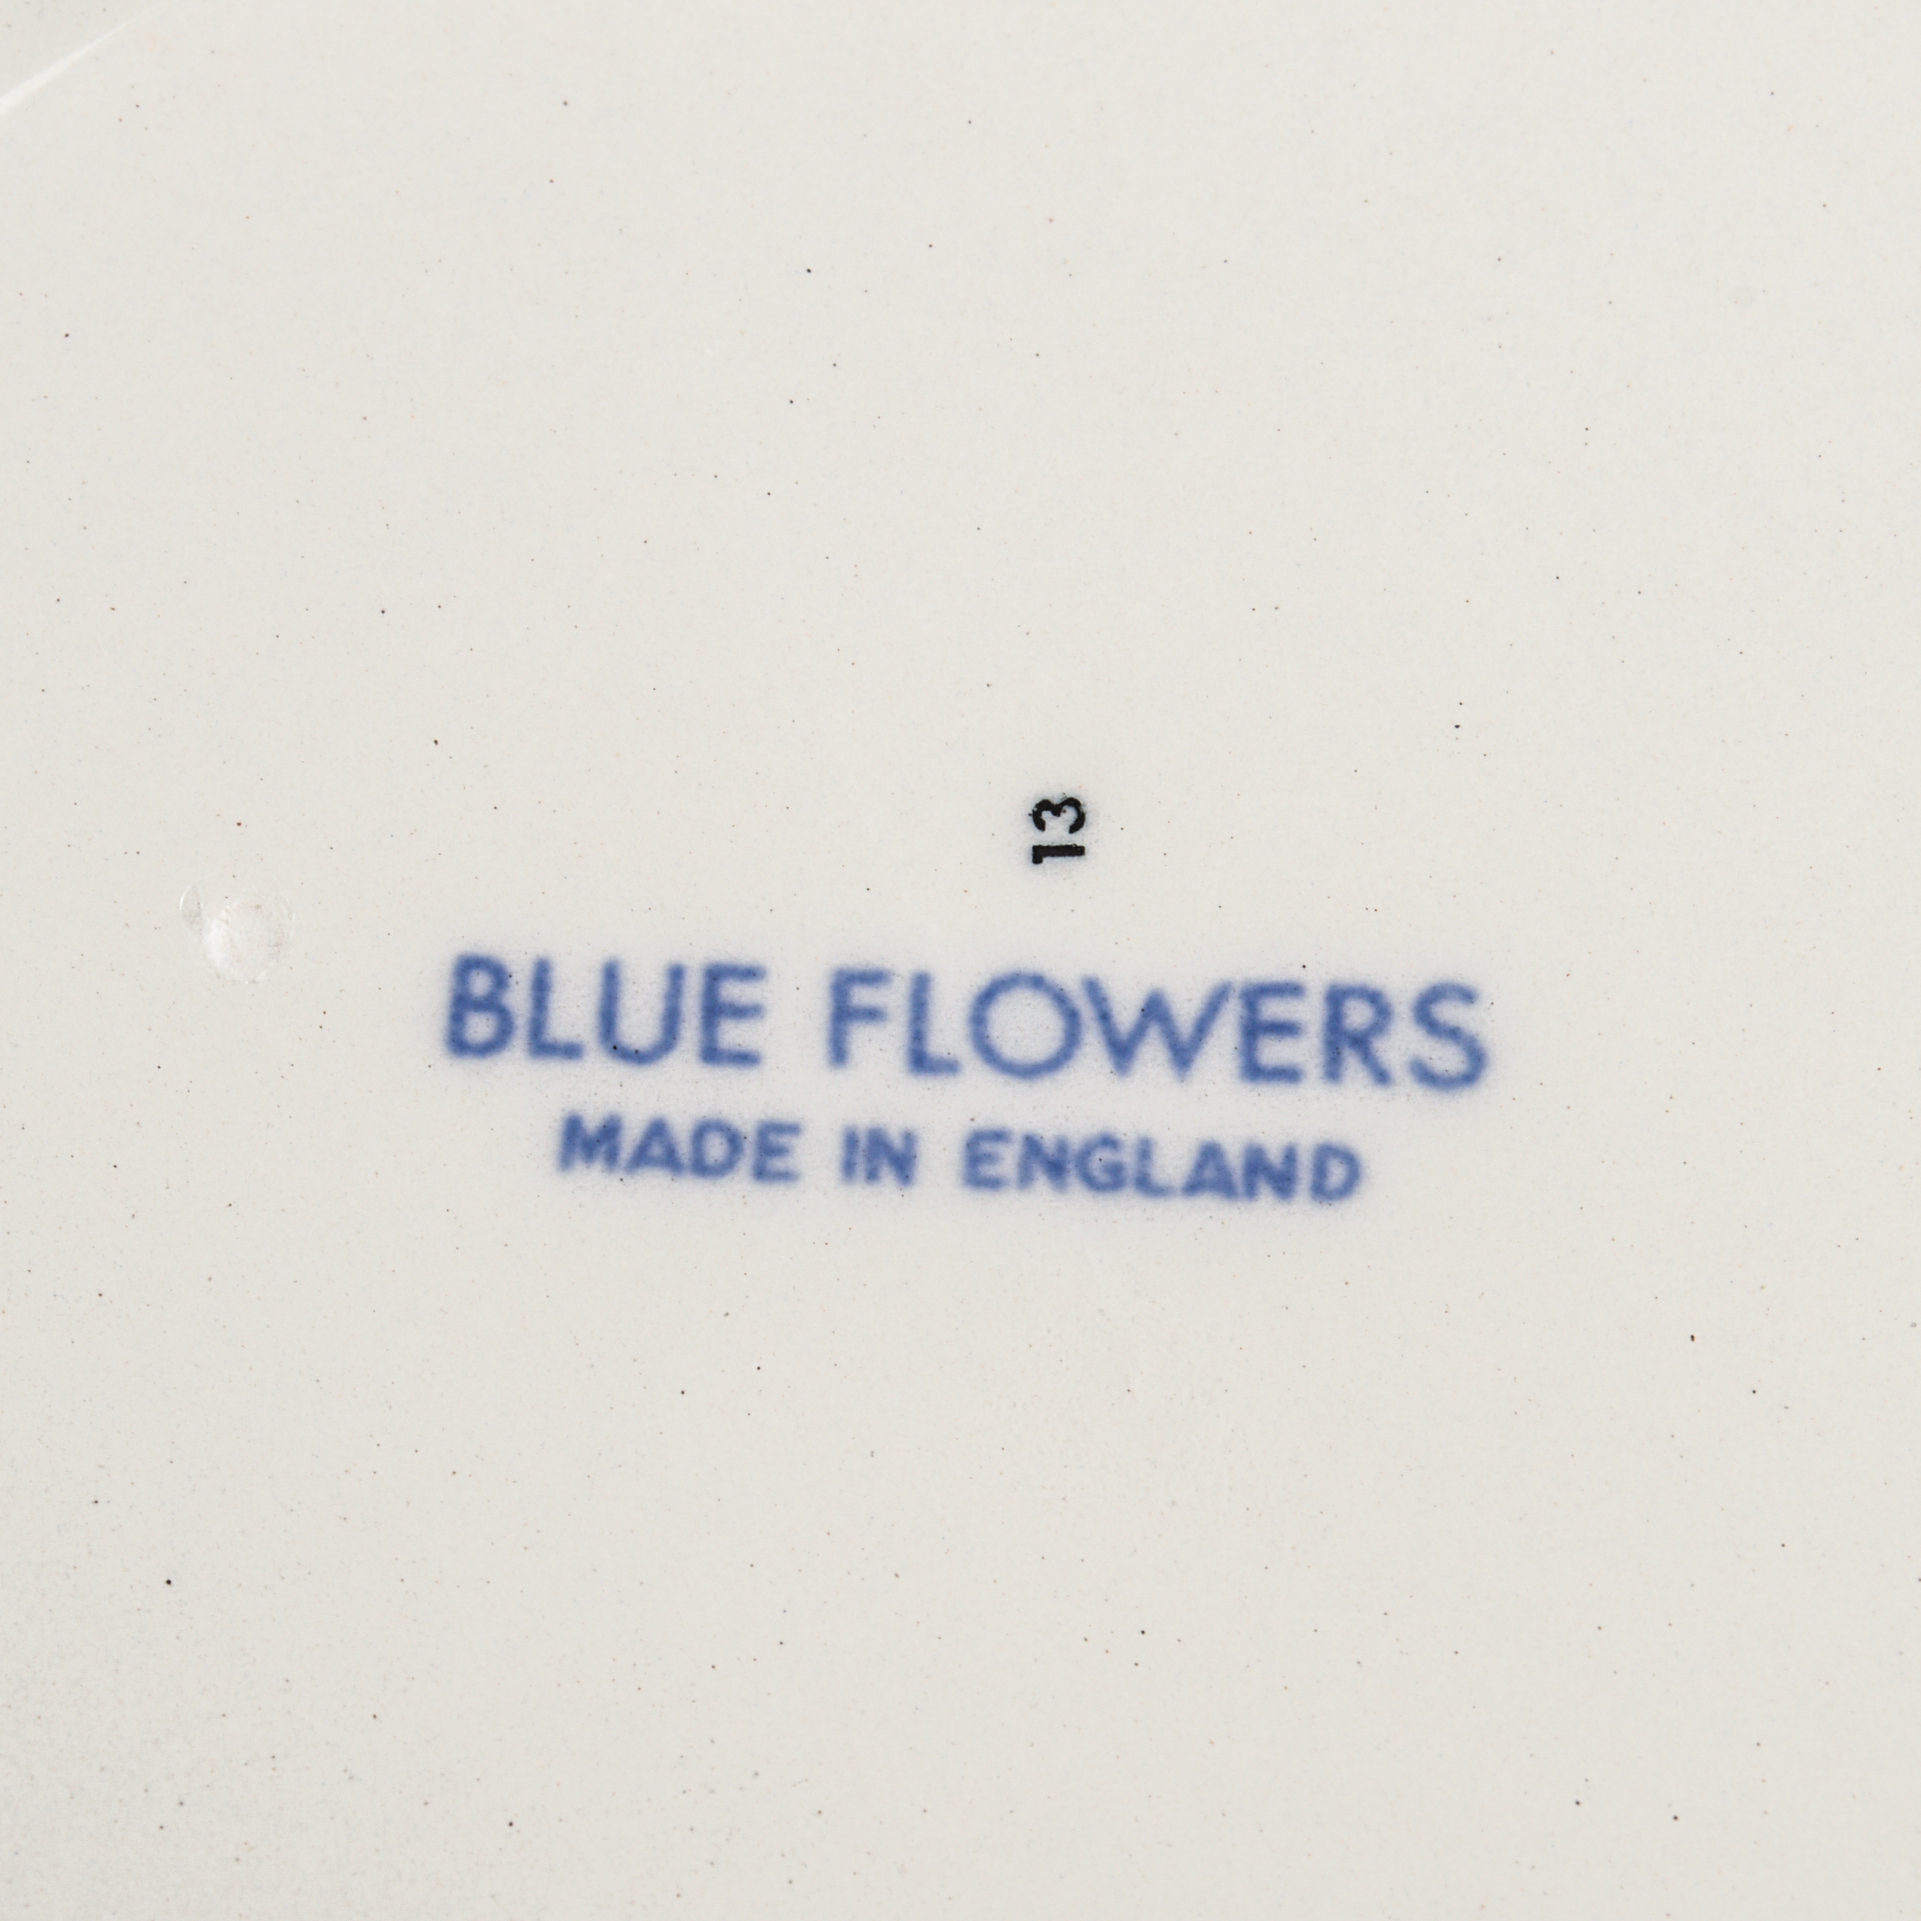 13
BLUE FLOWERS
MADE IN ENGLAND